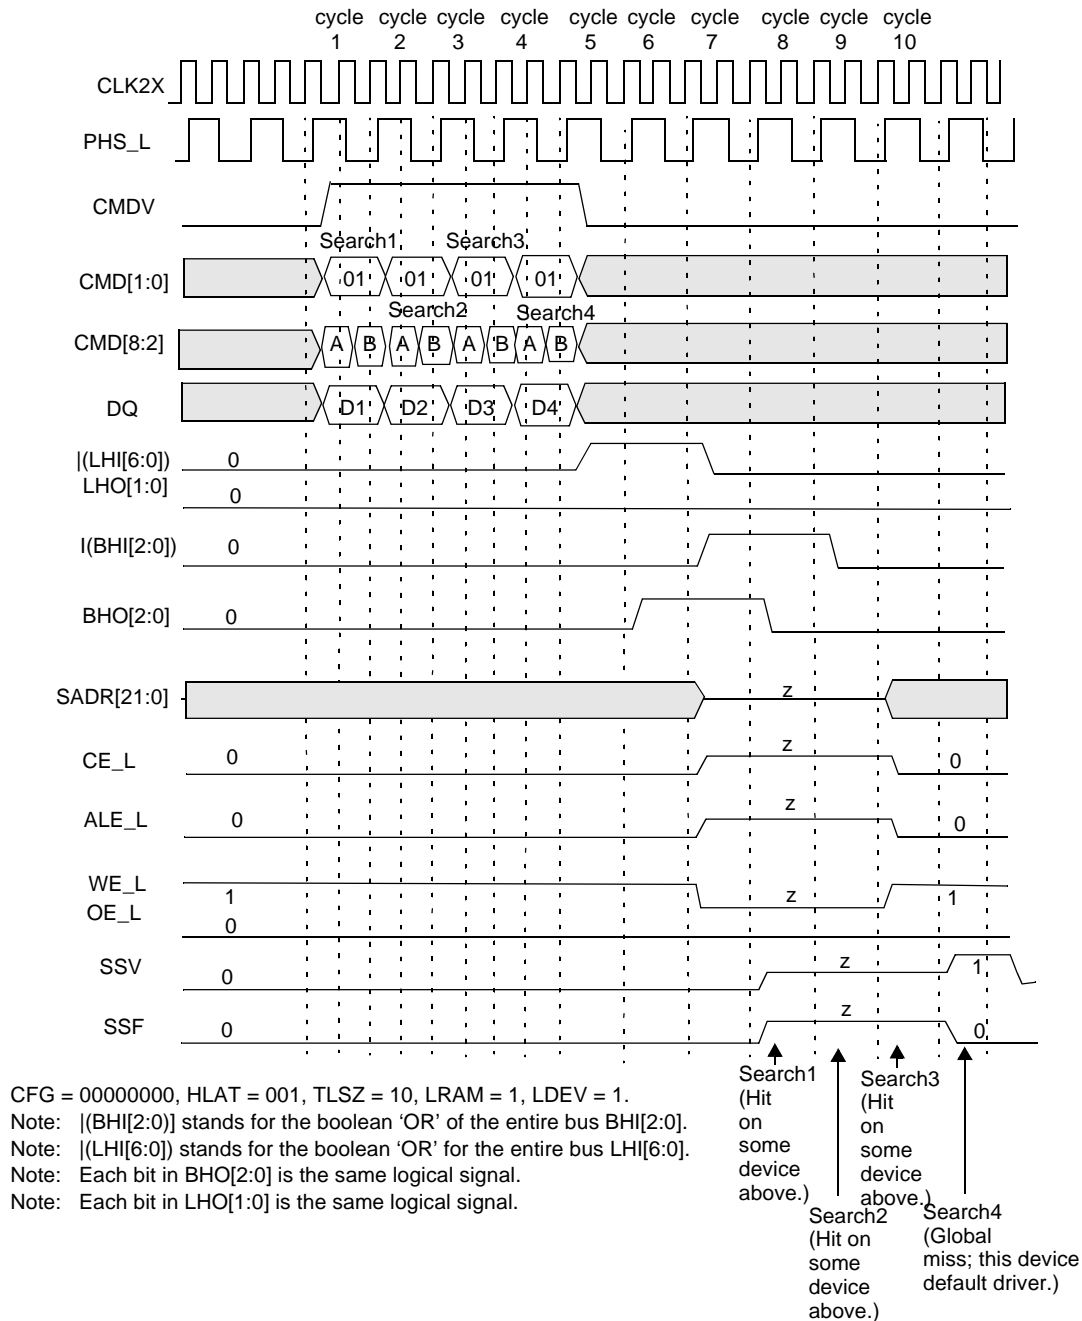 cycle cycle cycle cycle cycle cycle cycle cycle cycle cycle
1 2 3 4 5 6 7 8 9 10
CLK2X
PHS_L
CMDV
Search1 Search3
CMD[1:0] 01 01 01 01
Search2 Search4
CMD[8:2] A B A B A B A B
DQ D1 D2 D3 D4
|(LHI[6:0]) 0
LHO[1:0] 0
I(BHI[2:0]) 0
BHO[2:0] 0
SADR[21:0] z
CE_L 0 z 0
ALE_L 0 z 0
WE_L 1 z 1
OE_L 0
SSV 0 z 1
SSF 0 z 0
Search1
(Hit
on
some
device
above.)
Search3
(Hit
on
some
device
above.)
Search2
(Hit on
some
device
above.)
Search4
(Global
miss; this device
default driver.)
CFG = 00000000, HLAT = 001, TLSZ = 10, LRAM = 1, LDEV = 1.
Note: |(BHI[2:0)] stands for the boolean ‘OR’ of the entire bus BHI[2:0].
Note: |(LHI[6:0]) stands for the boolean ‘OR’ for the entire bus LHI[6:0].
Note: Each bit in BHO[2:0] is the same logical signal.
Note: Each bit in LHO[1:0] is the same logical signal.